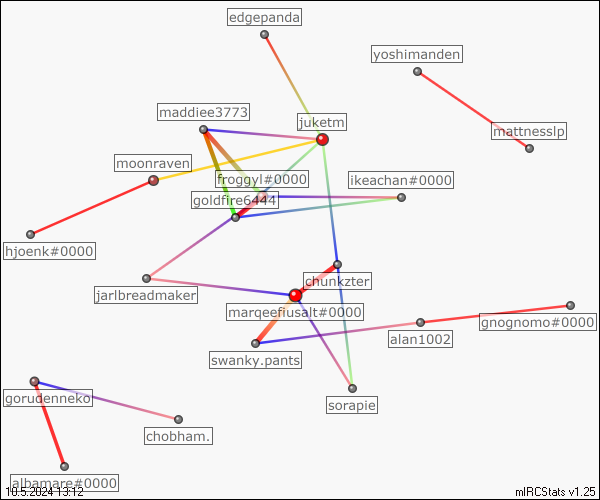 edgepanda
yoshimanden
maddiee3773
juketm
mattnesslp
moonraven
froggyl#0000
ikeachan#0000
goldfire6444
hjoenk#0000
chunkzter
jarlbreadmaker
marqeefiusalt#0000
gnognomo#0000
alan1002
swanky.pants
gorudenneko
sorapie
chobham.
albamare#0000
10.5.2024 13:12
mIRCStats v1.25